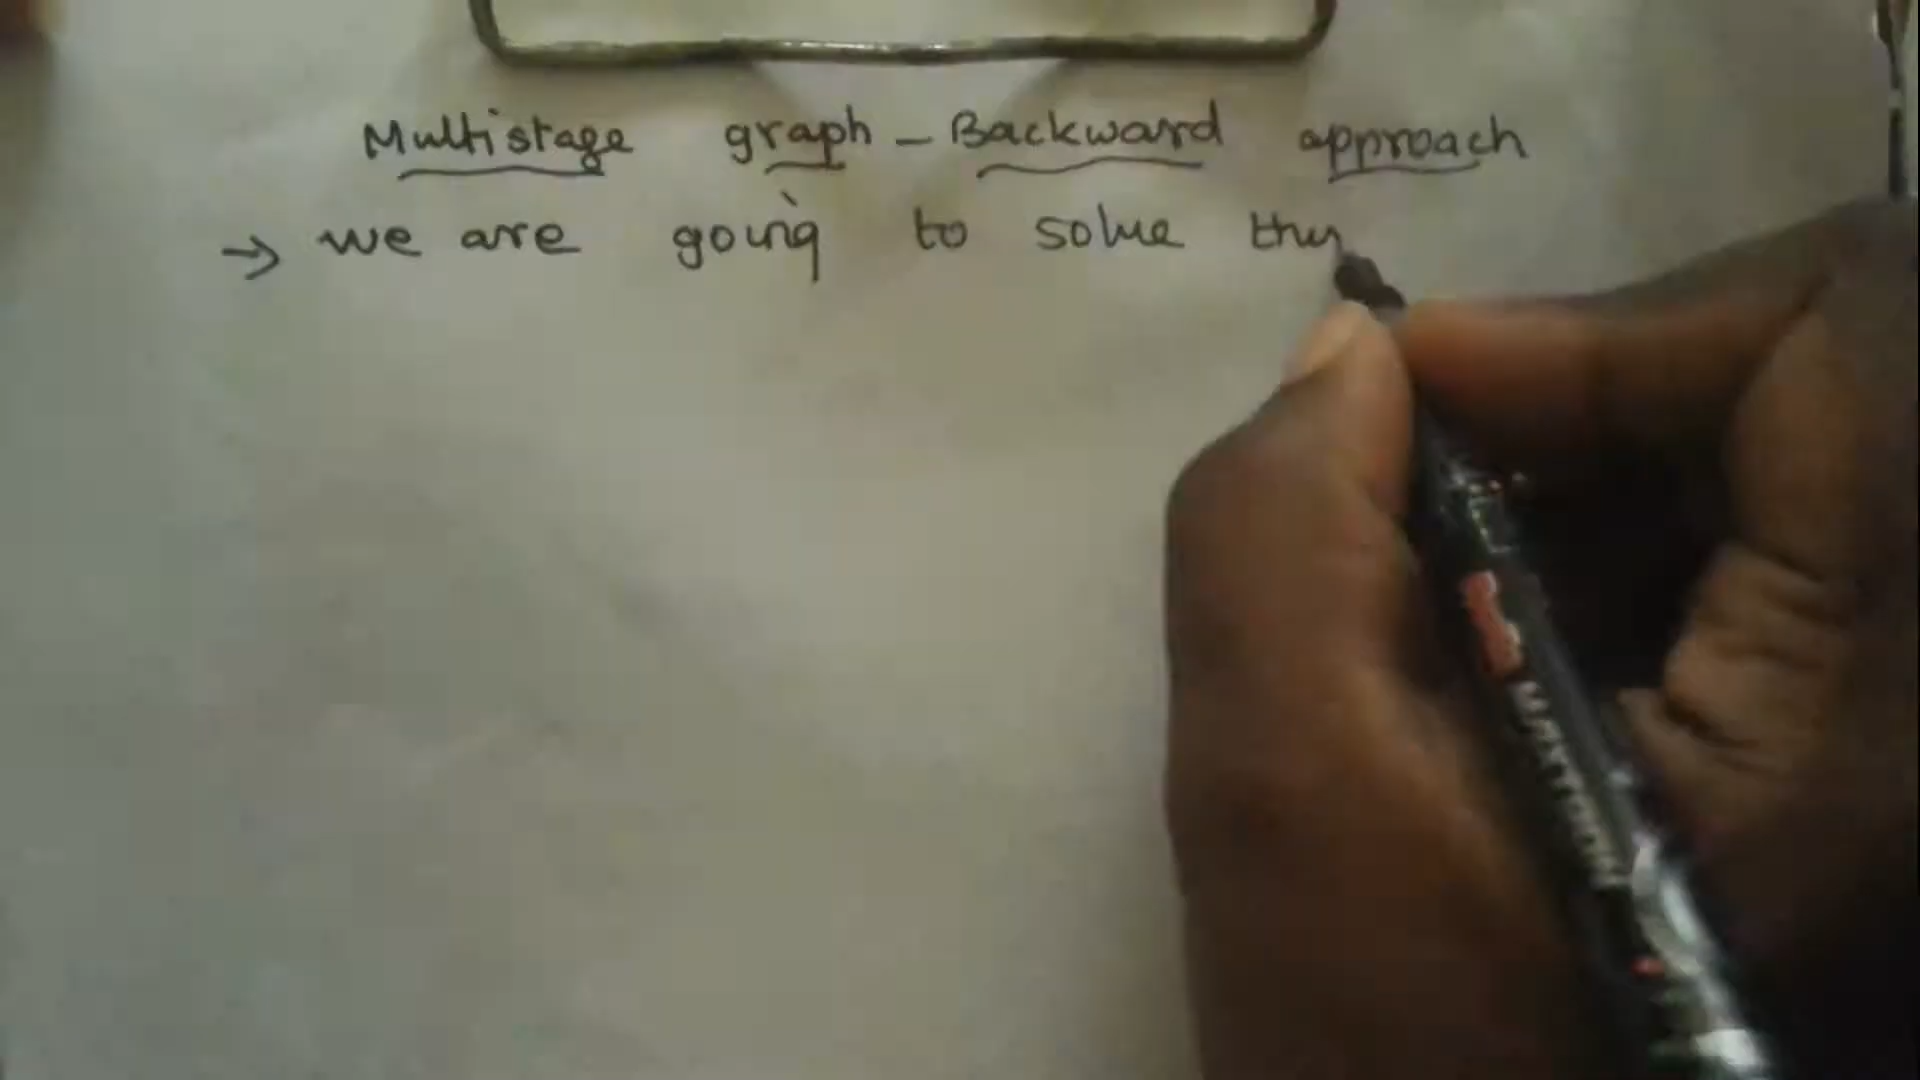 Multistage graph - Backward approach
→ we are going to solve